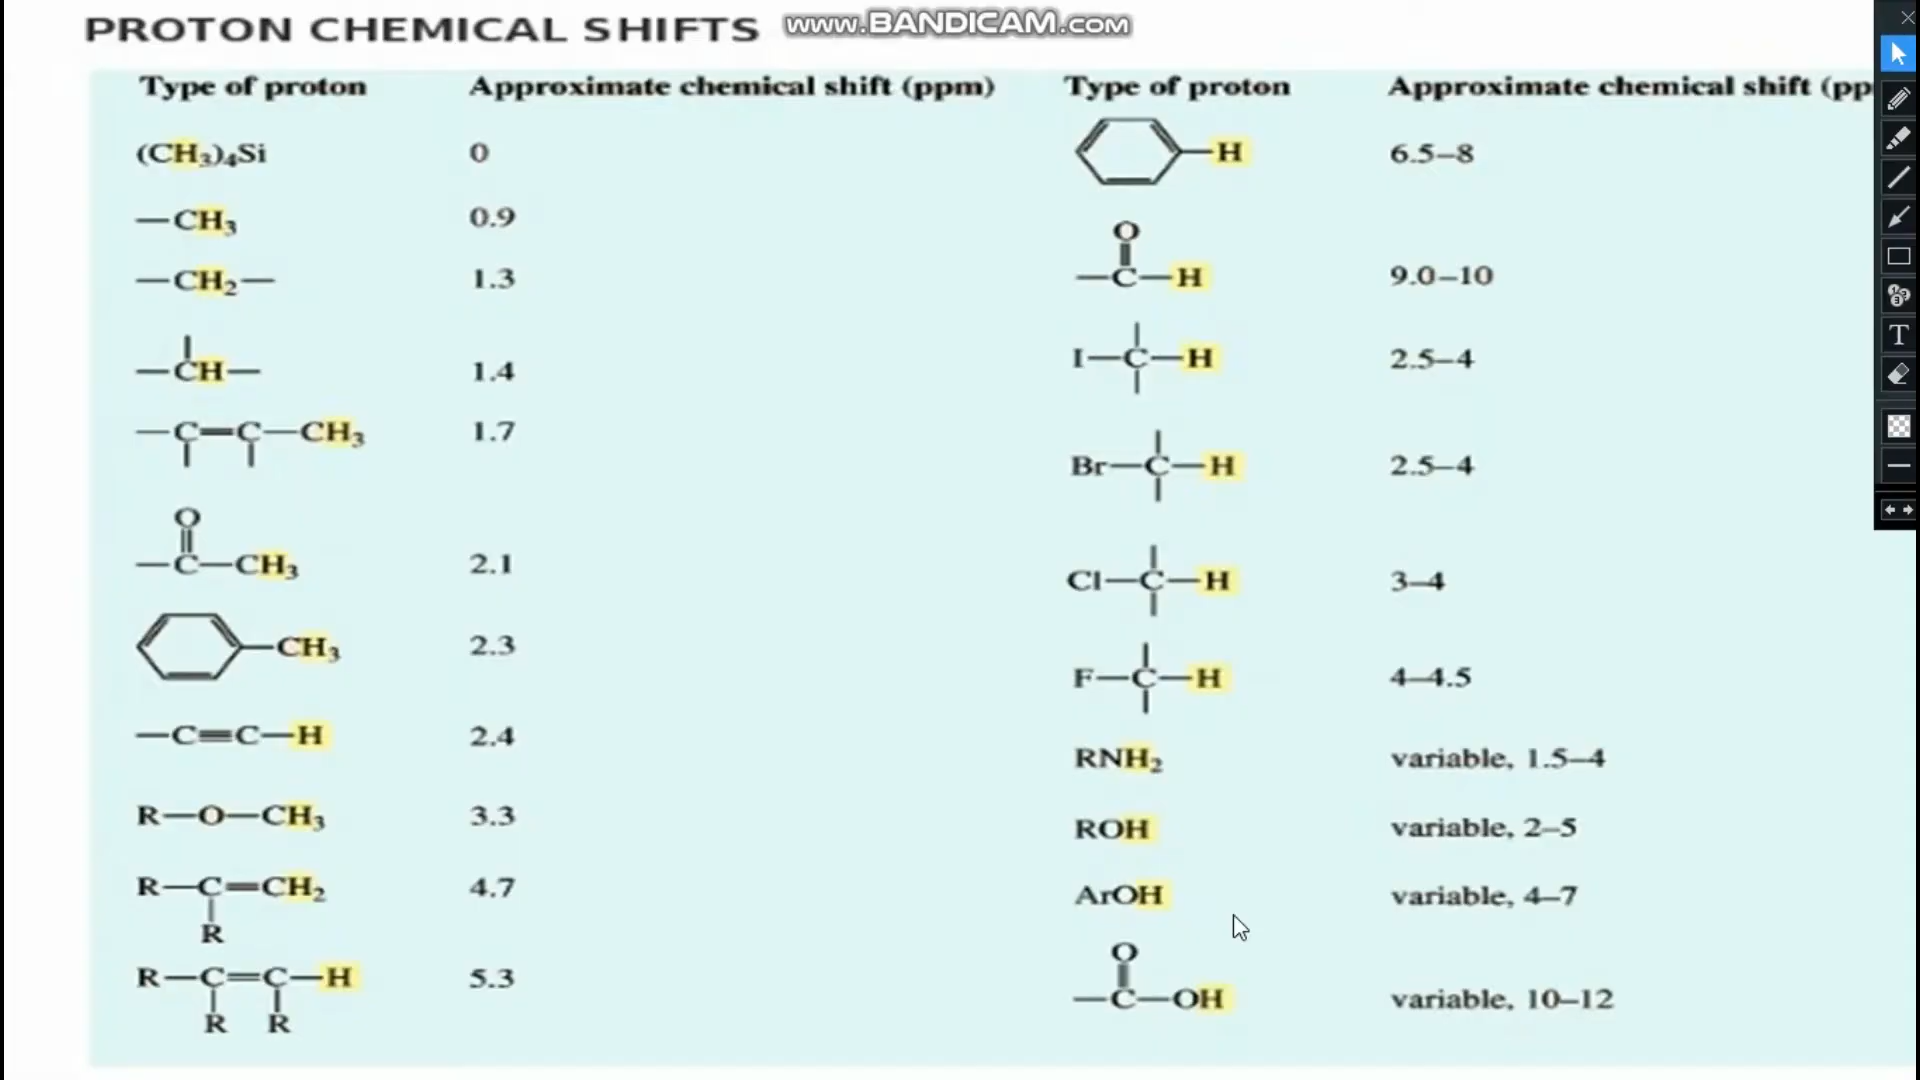 PROTON CHEMICAL SHIFTS
www.BANDICAM.com
Type of proton Approximate chemical shift (ppm)
(CH₃)₄Si 0
—CH₃ 0.9
—CH₂— 1.3
—CH— 1.4
—C=C—CH₃ 1.7
O
—C—CH₃ 2.1
—CH₃ 2.3
—C≡C—H 2.4
R—O—CH₃ 3.3
R—C=CH₂ 4.7
R
R—C=C—H 5.3
R R
Type of proton Approximate chemical shift (pp
—H 6.5–8
O
—C—H 9.0–10
I—C—H 2.5–4
Br—C—H 2.5–4
Cl—C—H 3–4
F—C—H 4–4.5
RNH₂ variable, 1.5–4
ROH variable, 2–5
ArOH variable, 4–7
O
—C—OH variable, 10–12
T